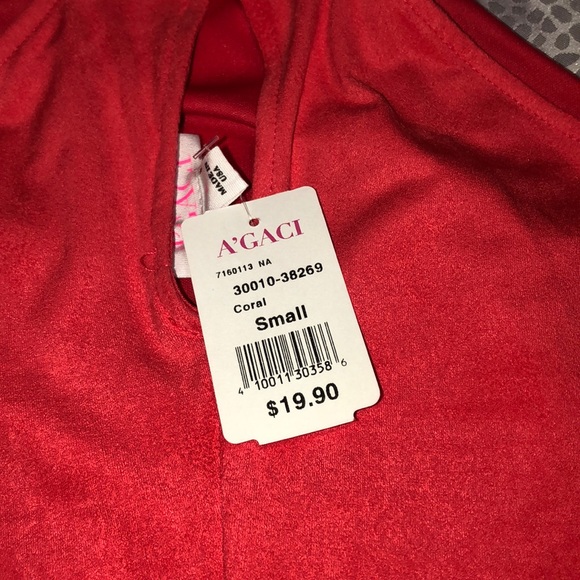 MADE IN
USA
A'GACI
7160113 NA
30010-38269
Coral
Small
4 10011 30358 6
$19.90